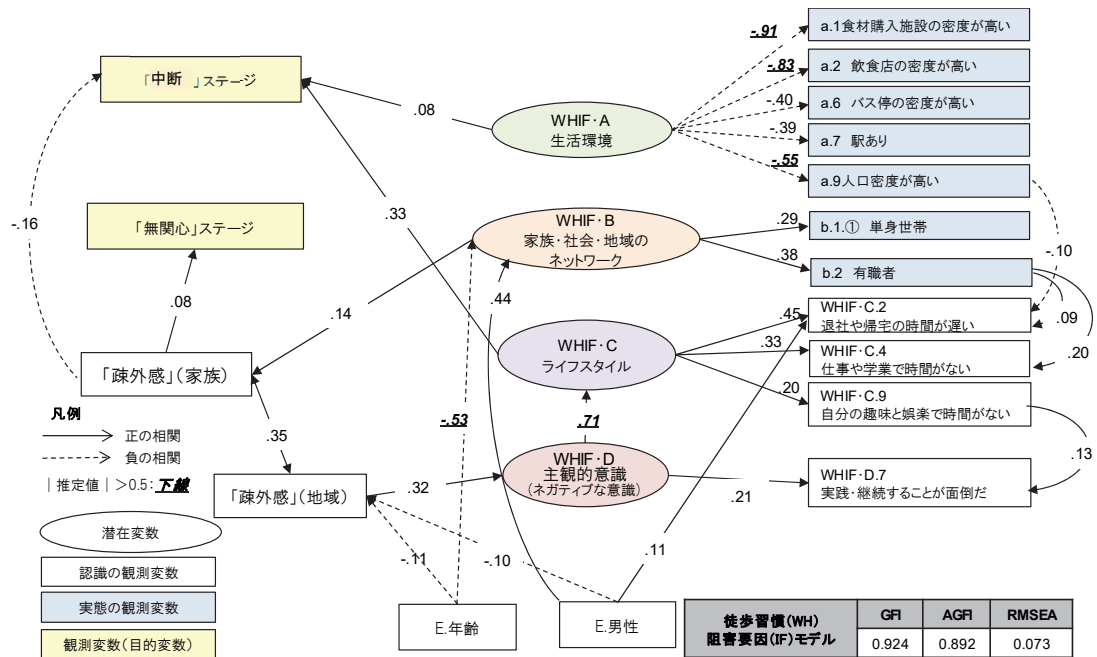 a.1食材購入施設の密度が高い
-.91
「中断 」ステージ
-.83
a.2 飲食店の密度が高い
-.40
a.6 バス停の密度が高い
.08
WHIF･A
生活環境
-.39
a.7 駅あり
-.55
a.9人口密度が高い
-.16
「無関心」ステージ
.33
WHIF･B
家族･社会･地域の
ネットワーク
.29
b.1.① 単身世帯
-.10
.38
b.2 有職者
.08
.14
.44
WHIF･C
ライフスタイル
.45
WHIF･C.2
退社や帰宅の時間が遅い
.09
.33
WHIF･C.4
仕事や学業で時間がない
.20
「疎外感」(家族)
.20
WHIF･C.9
自分の趣味と娯楽で時間がない
凡例
正の相関
負の相関
｜推定値｜>0.5：下線
.35
-.53
.71
.13
「疎外感」(地域)
.32
WHIF･D
主観的意識
(ネガティブな意識)
.21
WHIF･D.7
実践･継続することが面倒だ
潜在変数
認識の観測変数
実態の観測変数
観測変数(目的変数)
-.11
-.10
.11
E.年齢
E.男性
徒歩習慣(WH)
阻害要因(IF)モデル
GFI AGFI RMSEA
0.924 0.892 0.073